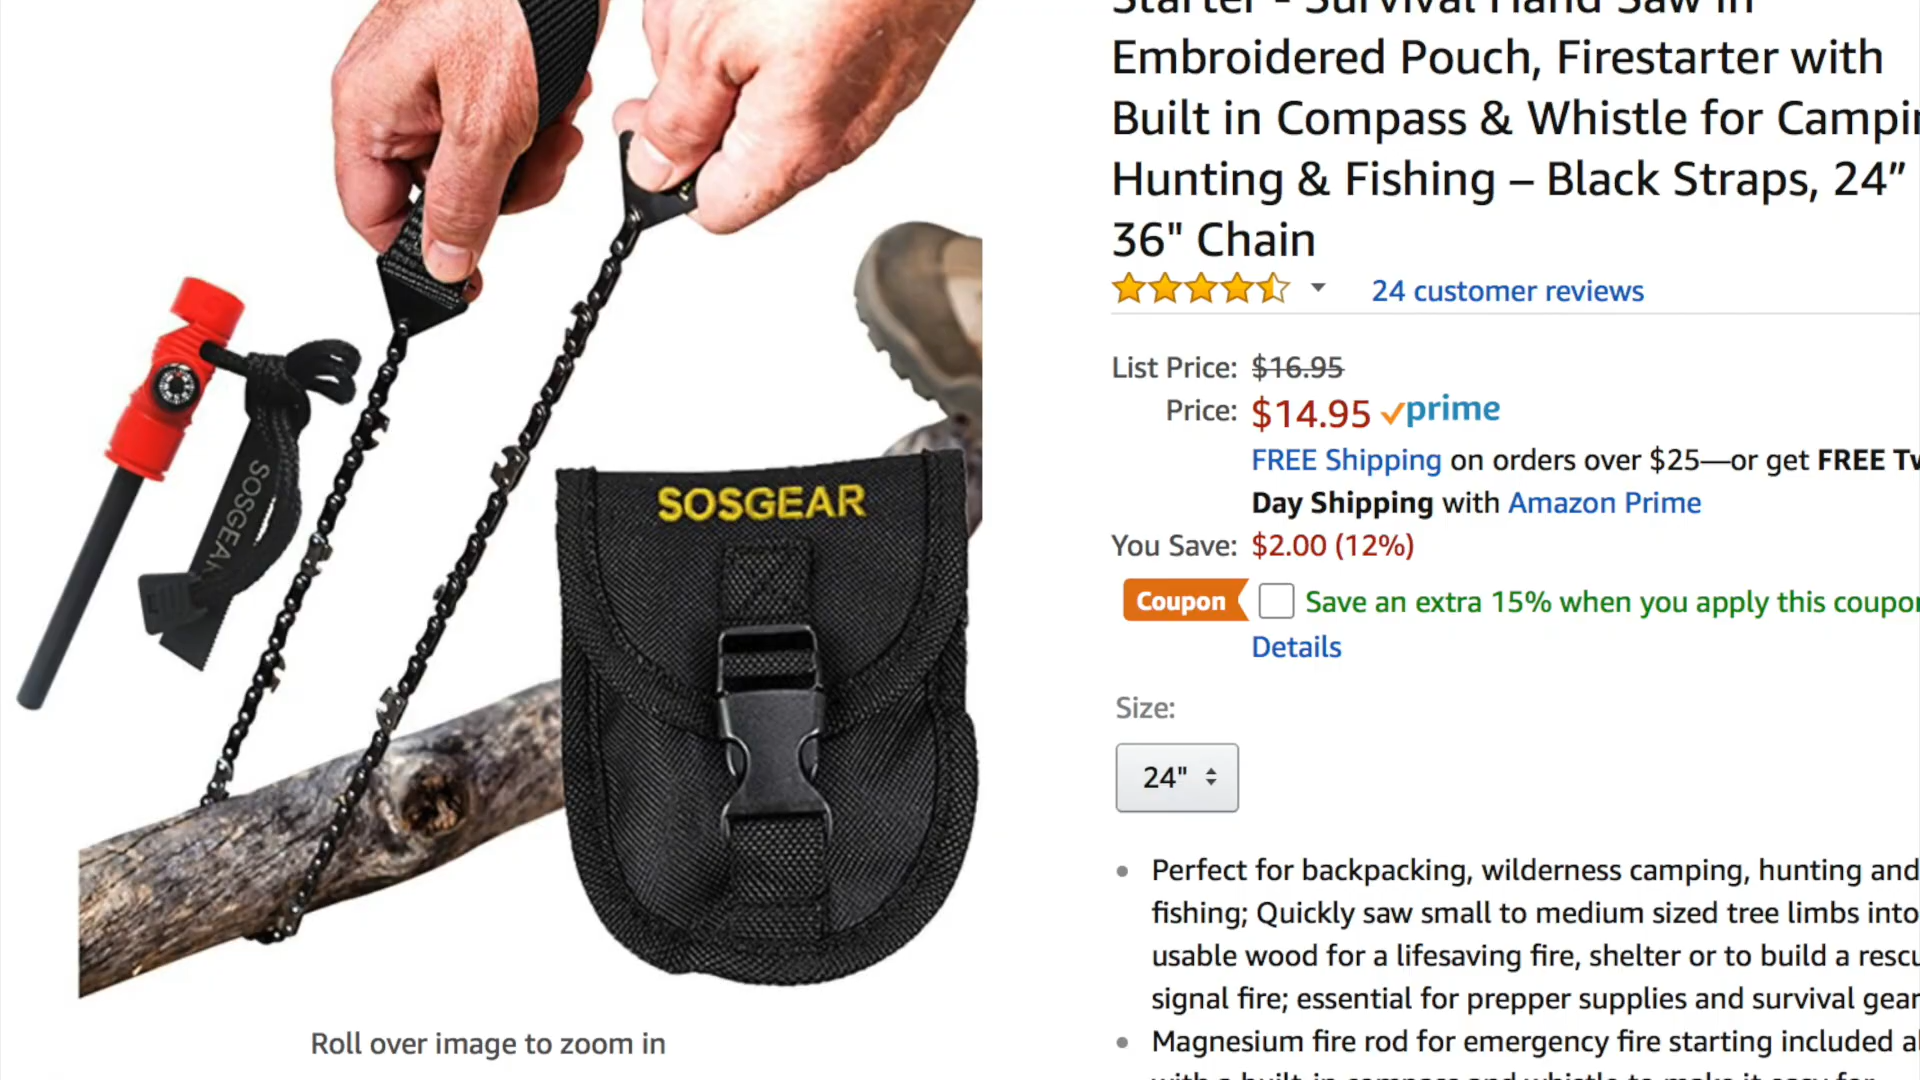 Starter - Survival Hand Saw in
Embroidered Pouch, Firestarter with
Built in Compass & Whistle for
Hunting & Fishing – Black Straps, 24”
36" Chain
24 customer reviews
List Price: $16.95
Price: $14.95 prime
FREE Shipping on orders over $25—or get FREE
Day Shipping with Amazon Prime
You Save: $2.00 (12%)
Coupon Save an extra 15% when you apply this
Details
Size:
24"
Perfect for backpacking, wilderness camping, hunting and
fishing; Quickly saw small to medium sized tree limbs into
usable wood for a lifesaving fire, shelter or to build a
signal fire; essential for prepper supplies and survival gear
Magnesium fire rod for emergency fire starting included
SOSGEAR
SOSGEAR
Roll over image to zoom in